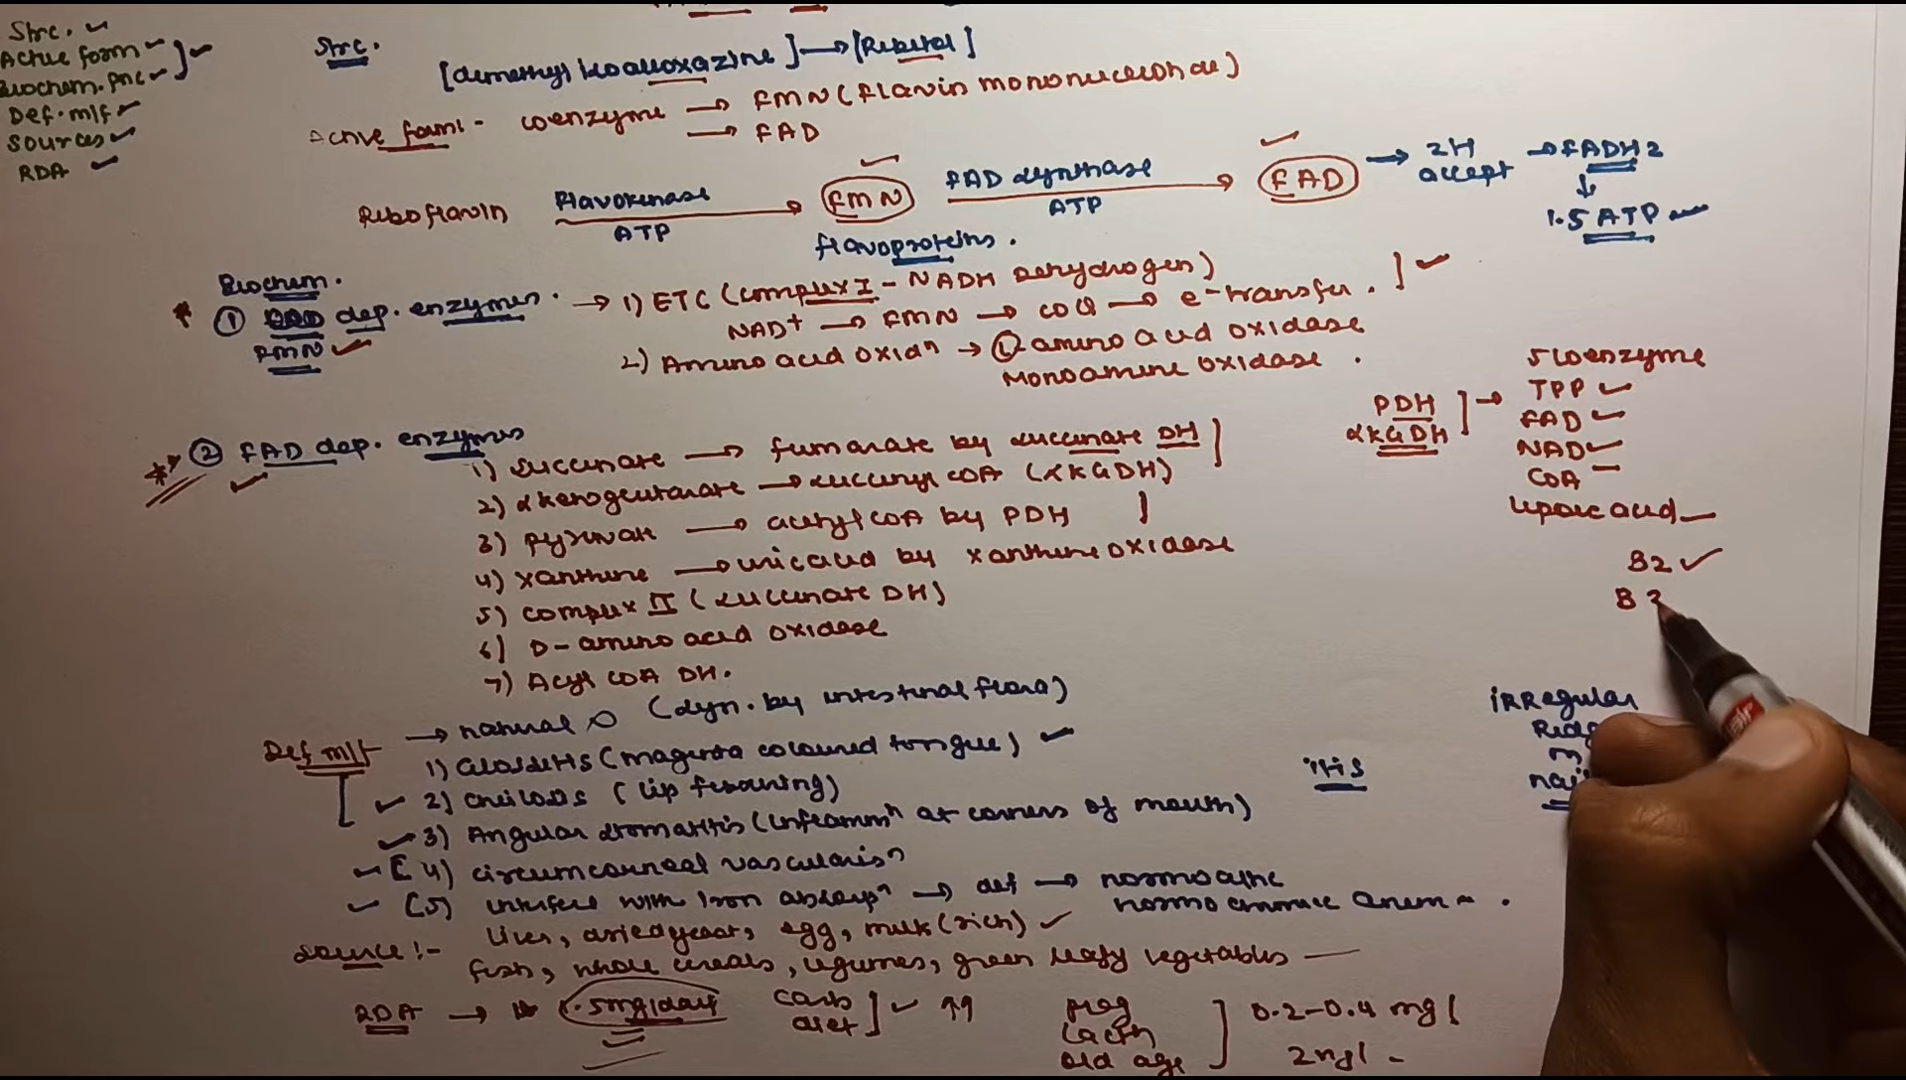 Strc.
Active form
Biochem. fnc
Def. m/f
Sources
RDA
Strc.
[dimethyl isoalloxazine] → [Ribitol]
Active form:- coenzyme → FMN (Flavin mononucleotide)
→ FAD
Riboflavin Flavokinase ATP → FMN FAD synthase ATP → FAD → 2H accept → FADH2
↓
1.5 ATP
flavoproteins.
Biochem.
① dep. enzymes. → 1) ETC (Complex I - NADH Dehydrogen)
FMN
NAD+ → FMN → COQ → e- transfer.
2) Amino acid oxidn → L-amino acid oxidase
Monoamine oxidase.
② FAD dep. enzymes
1) Succinate → fumarate by succinate DH
2) αketoglutarate → succinyl COA (αKGDH)
3) Pyruvate → acetyl COA by PDH
4) Xanthine → uric acid by xanthine oxidase
5) Complex II (succinate DH)
6) D-amino acid oxidase
7) Acyl COA DH.
PDH
αKGDH
→ 5 coenzyme
TPP
FAD
NAD
COA
Lipoic acid
B2
B
Def m/f → natural (syn. by intestinal flora)
1) Glossitis (magenta coloured tongue)
2) Cheilosis (lip fissuring)
3) Angular stomatitis (inflammn at corners of mouth)
4) circumcorneal vascularisn
5) interfere with Iron absorpn → def → normocytic
normochromic
itis
IRRegular
Ridg
Source:- Liver, dried yeast, egg, milk (rich)
fish, whole cereals, legumes, green leafy vegetables
RDA → 1.5mg/day carb
diet
↑↑
preg
Lactn
old age
0.2-0.4 mg/